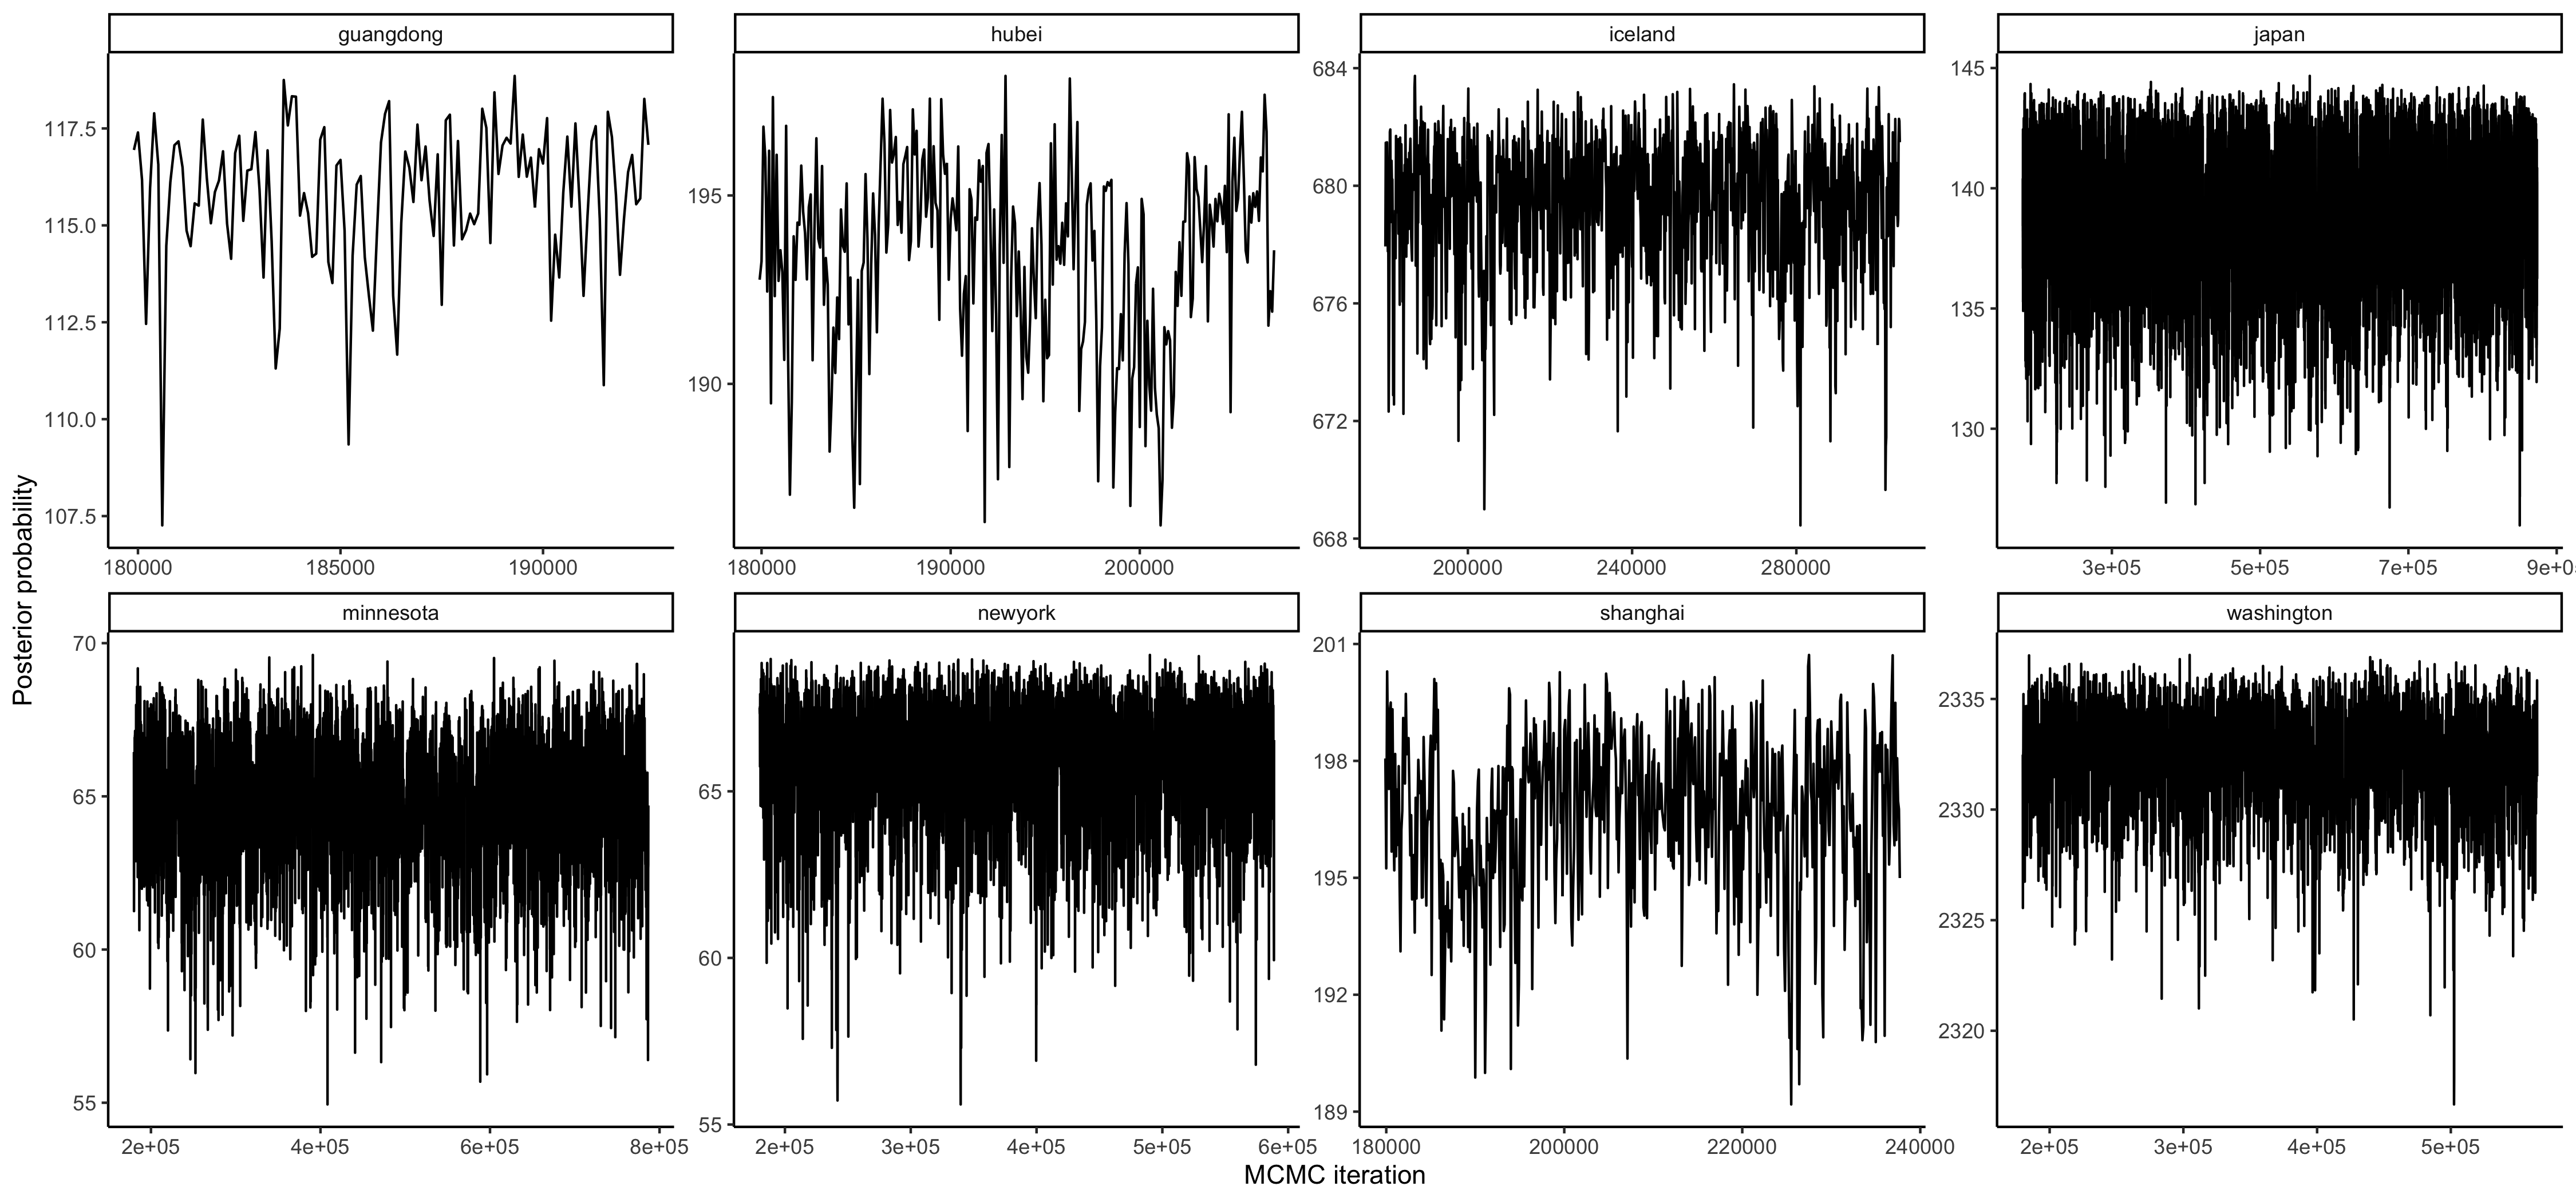 guangdong
hubei
iceland
japan
117.5
115.0
112.5
110.0
107.5
195
190
684
680
676
672
668
145
140
135
130
180000 185000 190000
180000 190000 200000
200000 240000 280000
3e+05 5e+05 7e+05 9e+0
Posterior probability
minnesota
newyork
shanghai
washington
70
65
60
55
65
60
55
201
198
195
192
189
2335
2330
2325
2320
2e+05 4e+05 6e+05 8e+05
2e+05 3e+05 4e+05 5e+05 6e+05
180000 200000 220000 240000
2e+05 3e+05 4e+05 5e+05
MCMC iteration